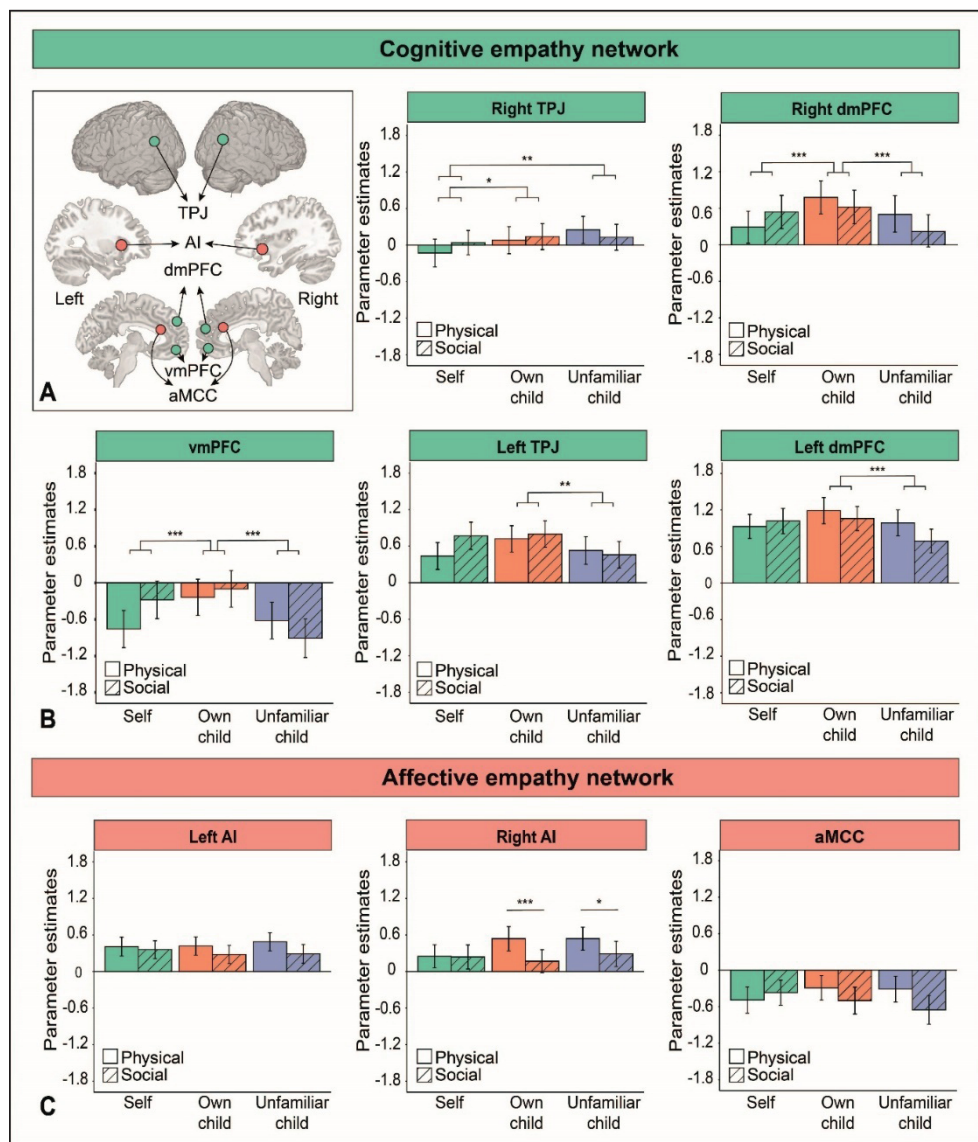 Cognitive empathy network
TPJ
AI
dmPFC
Left
Right
vmPFC
aMCC
A
Right TPJ
Parameter estimates
1.8
1.2
0.6
0
-0.6
-1.2
-1.8
**
*
Physical
Social
Self
Own child
Unfamiliar child
Right dmPFC
Parameter estimates
1.8
1.2
0.6
0
-0.6
-1.2
-1.8
***
***
Physical
Social
Self
Own child
Unfamiliar child
vmPFC
Parameter estimates
1.8
1.2
0.6
0
-0.6
-1.2
-1.8
***
***
Physical
Social
Self
Own child
Unfamiliar child
B
Left TPJ
Parameter estimates
1.8
1.2
0.6
0
-0.6
-1.2
-1.8
**
Physical
Social
Self
Own child
Unfamiliar child
Left dmPFC
Parameter estimates
1.8
1.2
0.6
0
-0.6
-1.2
-1.8
***
Physical
Social
Self
Own child
Unfamiliar child
Affective empathy network
Left AI
Parameter estimates
1.8
1.2
0.6
0
-0.6
-1.2
-1.8
Physical
Social
Self
Own child
Unfamiliar child
C
Right AI
Parameter estimates
1.8
1.2
0.6
0
-0.6
-1.2
-1.8
***
*
Physical
Social
Self
Own child
Unfamiliar child
aMCC
Parameter estimates
1.8
1.2
0.6
0
-0.6
-1.2
-1.8
Physical
Social
Self
Own child
Unfamiliar child